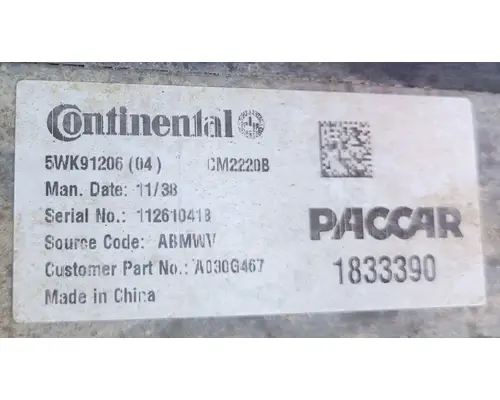 Continental
5WK91206 (04) CM2220B
Man. Date: 11/38
Serial No.: 112610418
Source Code: ABMWV
PACCAR
Customer Part No.: A030G467
1833390
Made in China